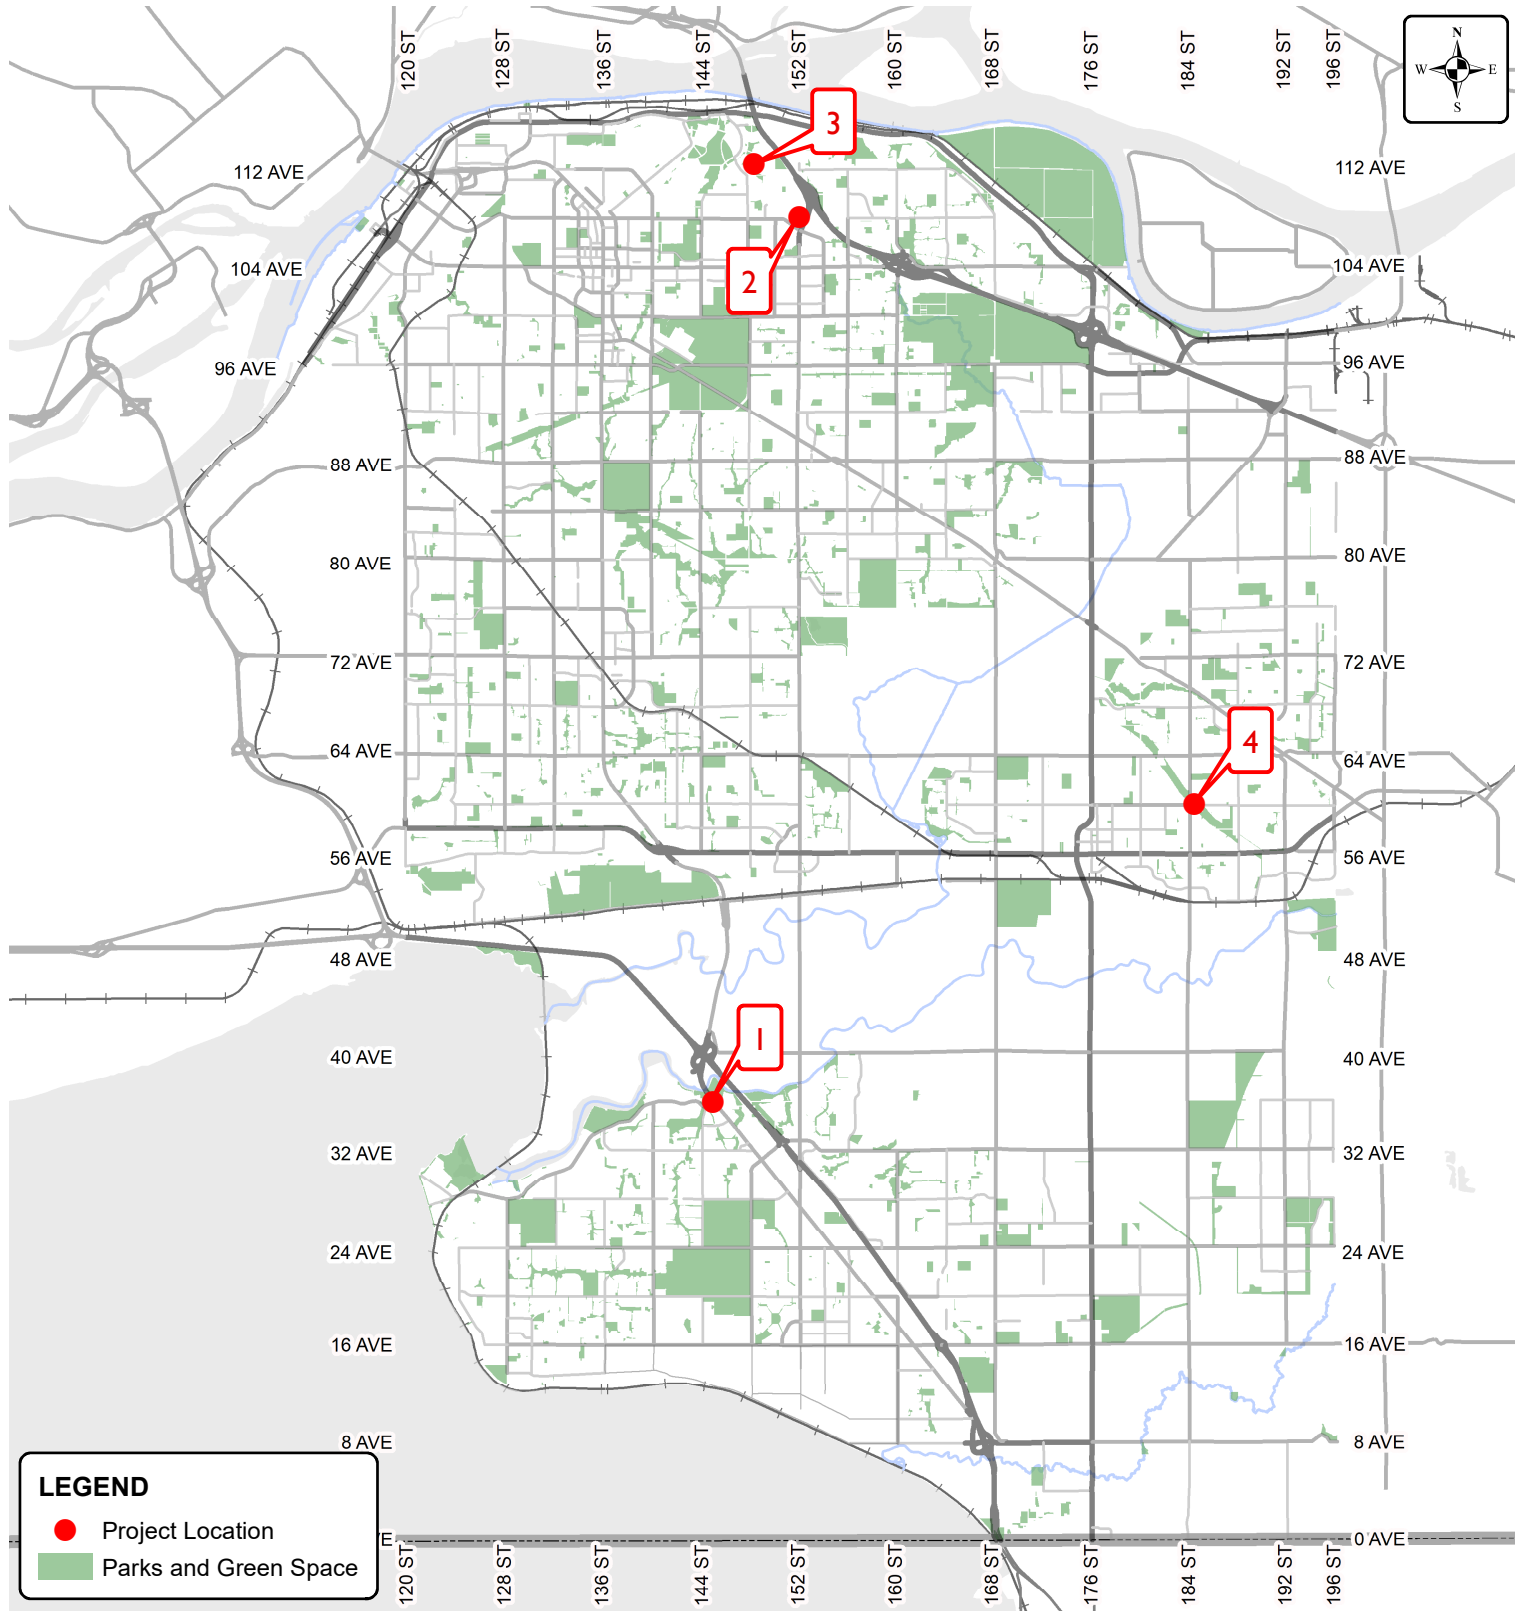 120 ST
128 ST
136 ST
144 ST
152 ST
160 ST
168 ST
176 ST
184 ST
192 ST
196 ST
N
W E
S
3
112 AVE
112 AVE
2
104 AVE
104 AVE
96 AVE
96 AVE
88 AVE
88 AVE
80 AVE
80 AVE
72 AVE
72 AVE
4
64 AVE
64 AVE
56 AVE
56 AVE
48 AVE
48 AVE
1
40 AVE
40 AVE
32 AVE
32 AVE
24 AVE
24 AVE
16 AVE
16 AVE
8 AVE
8 AVE
LEGEND
Project Location
Parks and Green Space
E
0 AVE
120 ST
128 ST
136 ST
144 ST
152 ST
160 ST
168 ST
176 ST
184 ST
192 ST
196 ST